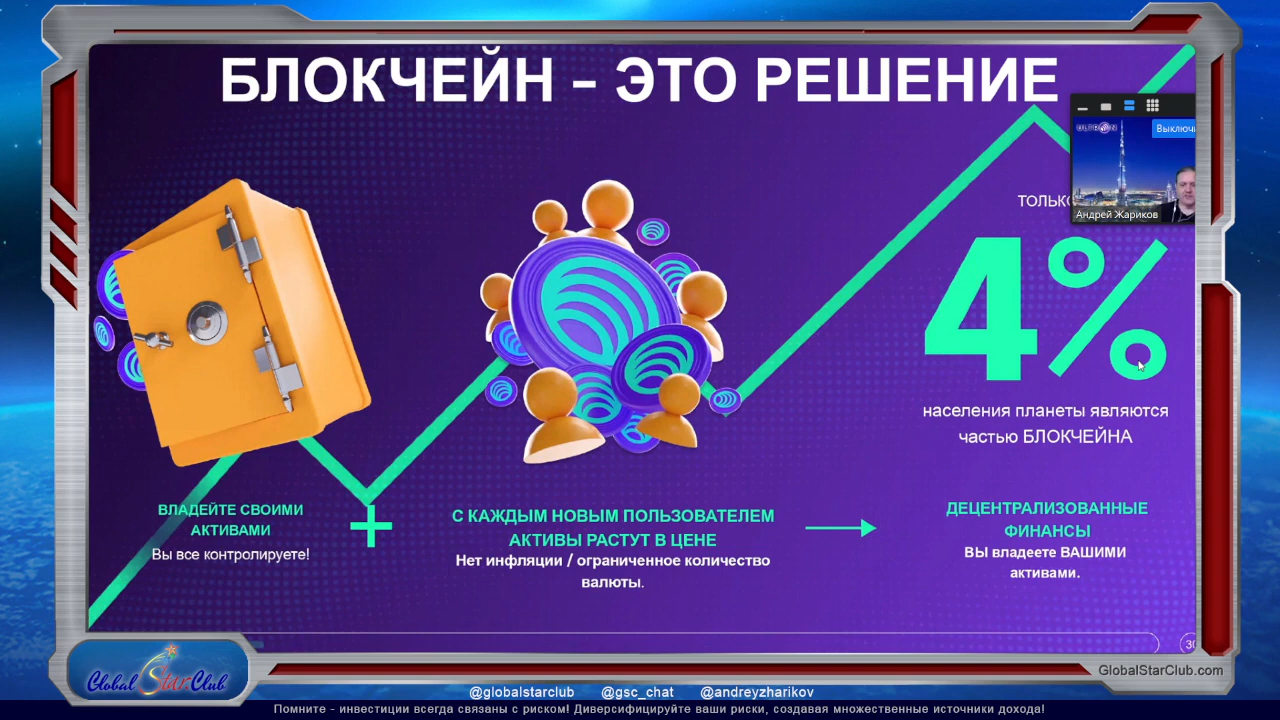 БЛОКЧЕЙН – ЭТО РЕШЕНИЕ
ULTRON
Андрей Жариков
4%
населения планеты являются
частью БЛОКЧЕЙНА
ВЛАДЕЙТЕ СВОИМИ
АКТИВАМИ
Вы все контролируете!
+
С КАЖДЫМ НОВЫМ ПОЛЬЗОВАТЕЛЕМ
АКТИВЫ РАСТУТ В ЦЕНЕ
Нет инфляции / ограниченное количество
валюты.
ДЕЦЕНТРАЛИЗОВАННЫЕ
ФИНАНСЫ
ВЫ владеете ВАШИМИ
активами.
Global Star Club
GlobalStarClub.com
@globalstarclub @gsc_chat @andreyzharikov
Помните - инвестиции всегда связаны с риском! Диверсифицируйте ваши риски, создавая множественные источники дохода!